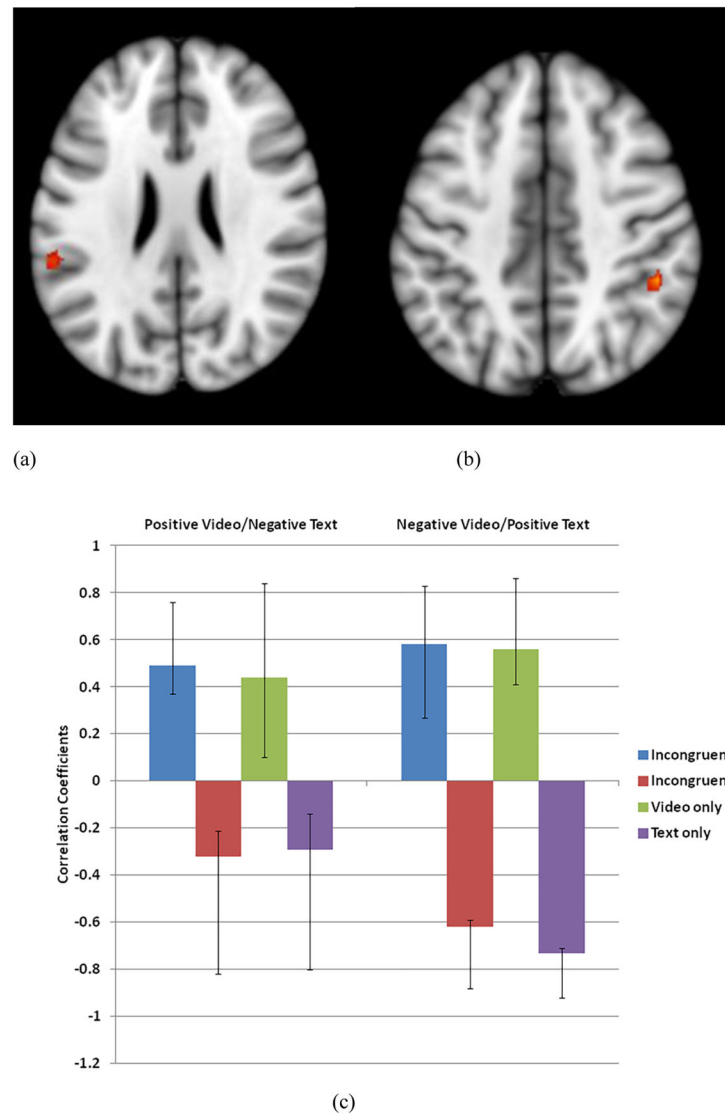 (a)
(b)
Positive Video/Negative Text
Negative Video/Positive Text
1
0.8
0.6
0.4
0.2
0
-0.2
-0.4
-0.6
-0.8
-1
-1.2
Correlation Coefficients
Incongruen
Incongruen
Video only
Text only
(c)